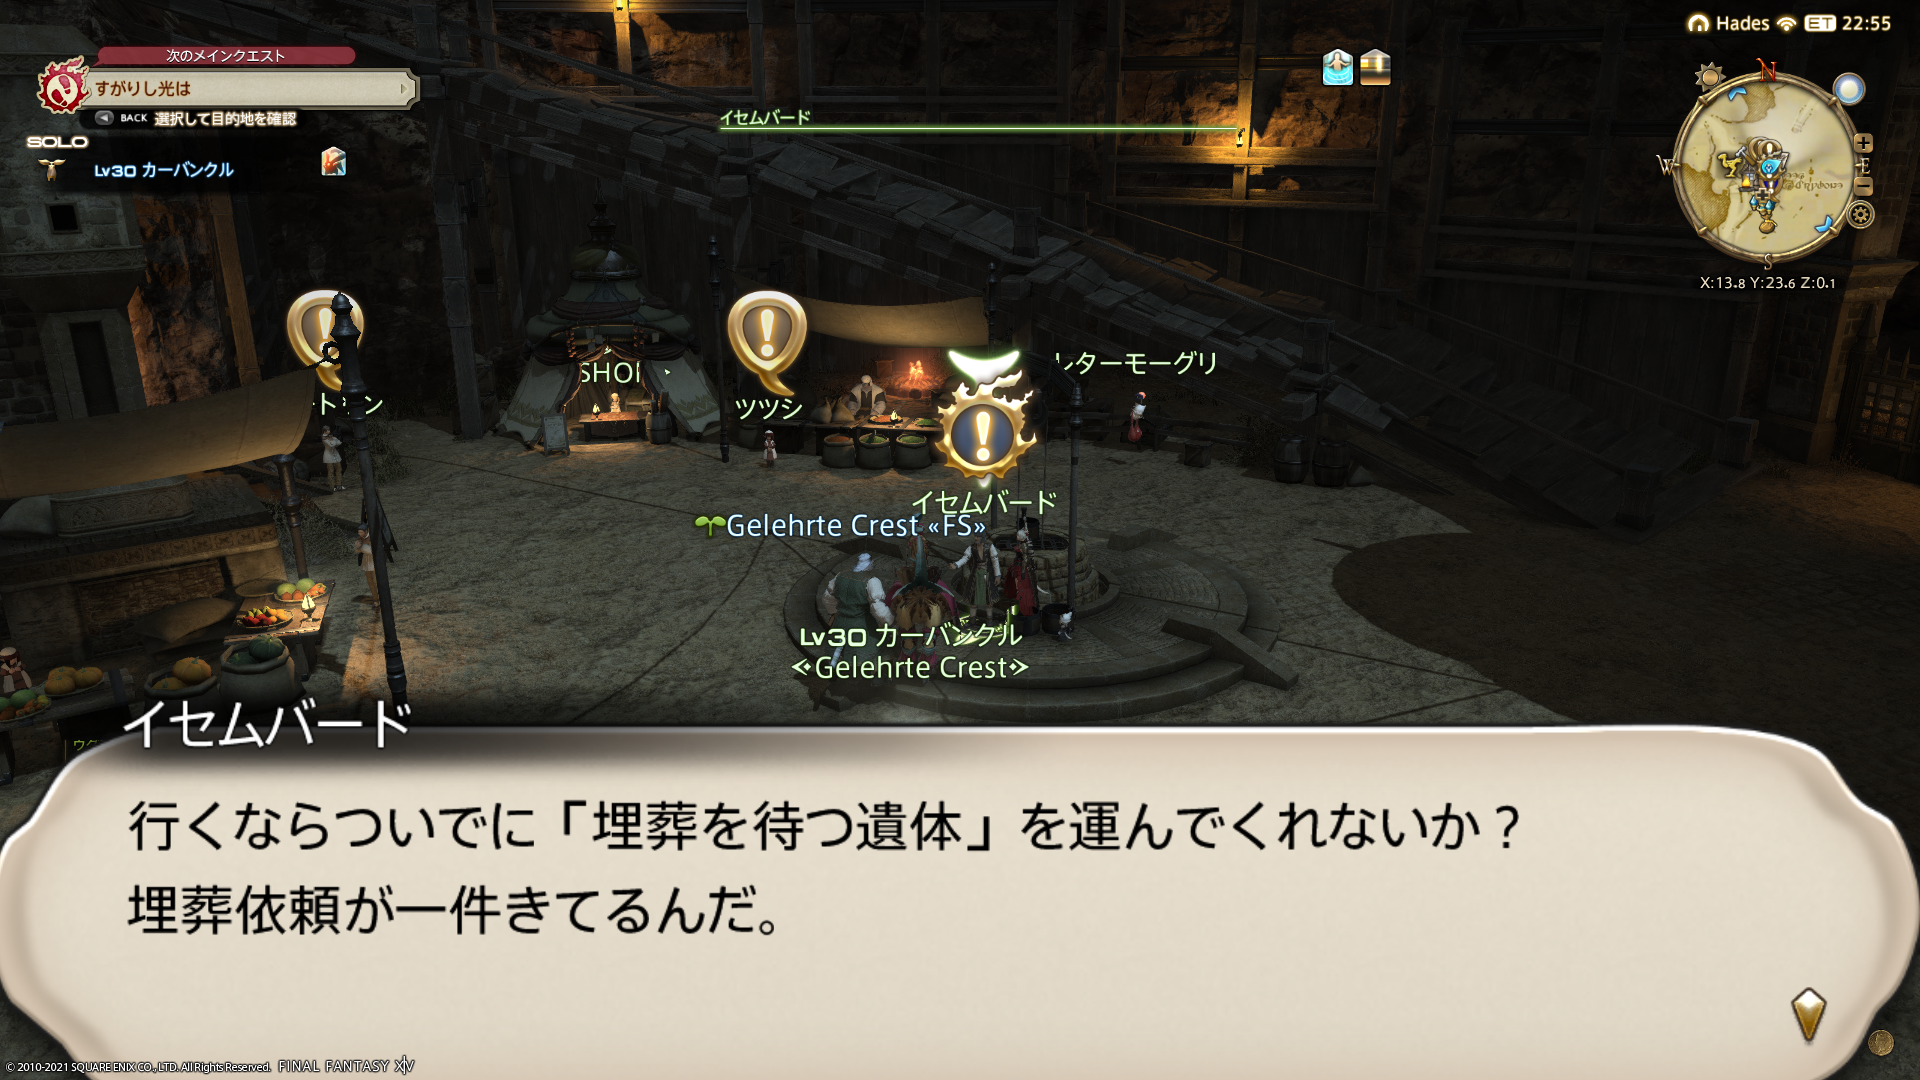 次のメインクエスト
すがりし光は
BACK 選択して目的地を確認
SOLO
Lv30 カーバンクル
イセムバード
Hades ET 22:55
N
W
E
S
X:13.8 Y:23.6 Z:0.1
SHOP
ツツシ
レターモーグリ
イセムバード
Gelehrte Crest «FS»
Lv30 カーバンクル
Gelehrte Crest
イセムバード
行くならついでに「埋葬を待つ遺体」を運んでくれないか?
埋葬依頼が一件きてるんだ。
© 2010-2021 SQUARE ENIX CO., LTD. All Rights Reserved. FINAL FANTASY XIV